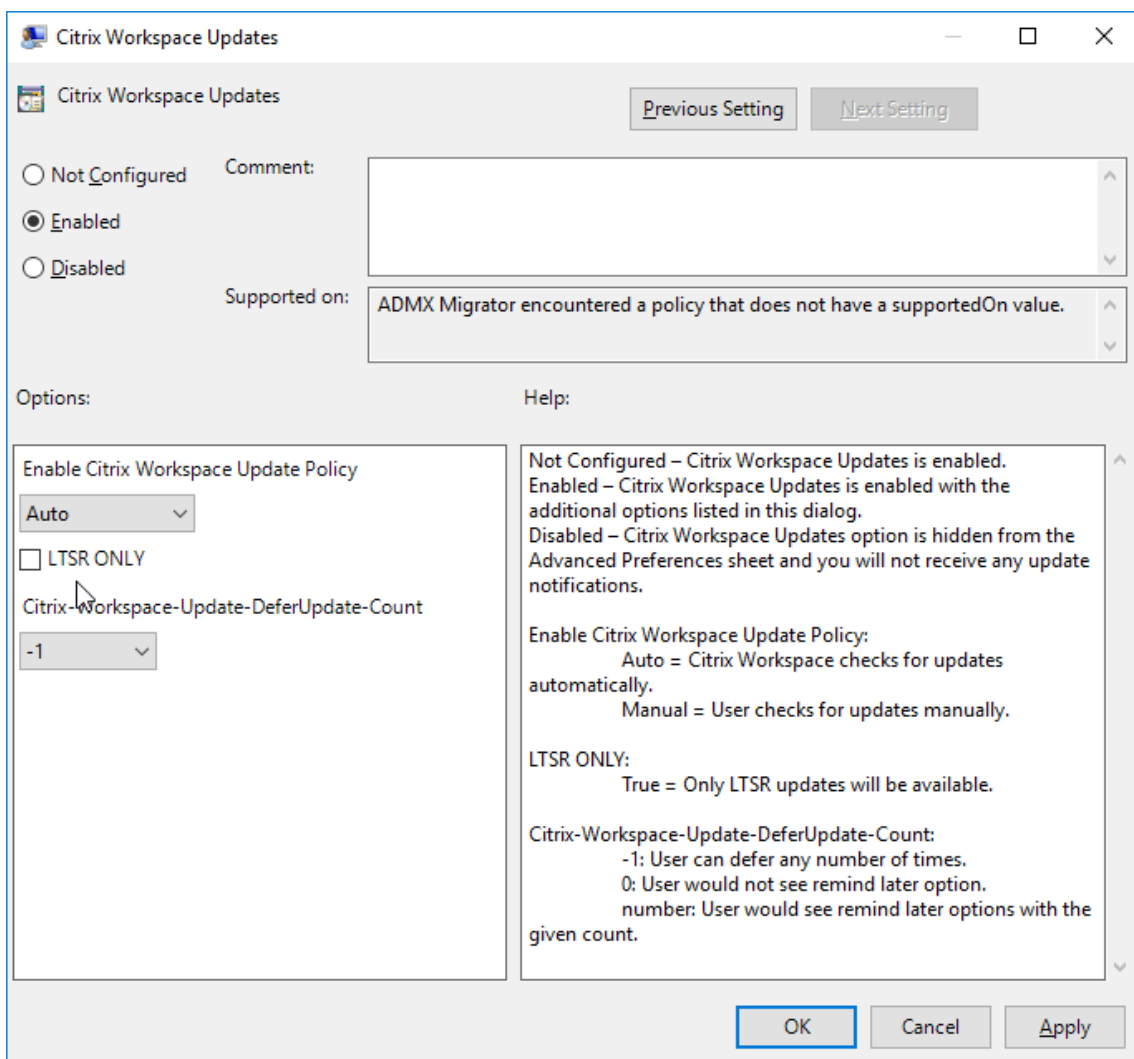 Citrix Workspace Updates
Citrix Workspace Updates
Previous Setting
Next Setting
Not Configured
Comment:
Enabled
Disabled
Supported on:
ADMX Migrator encountered a policy that does not have a supportedOn value.
Options:
Help:
Enable Citrix Workspace Update Policy
Auto
LTSR ONLY
Citrix-Workspace-Update-DeferUpdate-Count
-1
Not Configured – Citrix Workspace Updates is enabled.
Enabled – Citrix Workspace Updates is enabled with the
additional options listed in this dialog.
Disabled – Citrix Workspace Updates option is hidden from the
Advanced Preferences sheet and you will not receive any update
notifications.
Enable Citrix Workspace Update Policy:
Auto = Citrix Workspace checks for updates
automatically.
Manual = User checks for updates manually.
LTSR ONLY:
True = Only LTSR updates will be available.
Citrix-Workspace-Update-DeferUpdate-Count:
-1: User can defer any number of times.
0: User would not see remind later option.
number: User would see remind later options with the
given count.
OK
Cancel
Apply